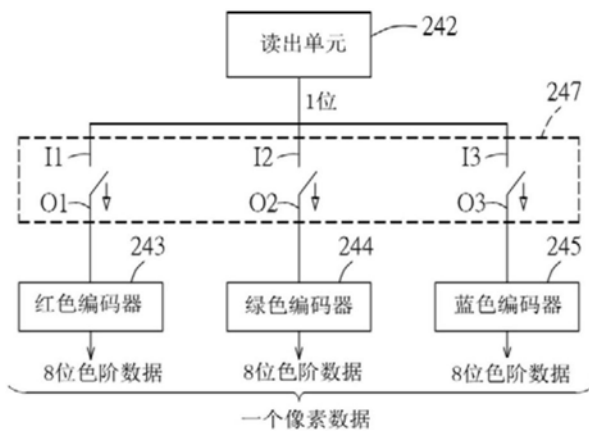 读出单元
242
1位
247
I1
I2
I3
O1
O2
O3
243
244
245
红色编码器
绿色编码器
蓝色编码器
8位色阶数据
8位色阶数据
8位色阶数据
一个像素数据